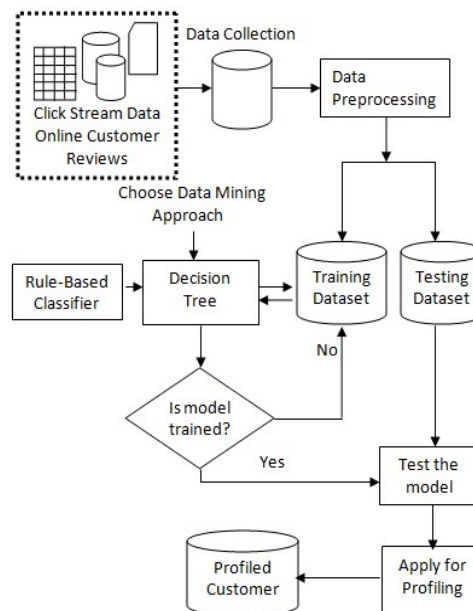 Data Collection
Click Stream Data
Online Customer
Reviews
Data
Preprocessing
Choose Data Mining
Approach
Rule-Based
Classifier
Decision
Tree
Training
Dataset
Testing
Dataset
No
Is model
trained?
Yes
Test the
model
Profiled
Customer
Apply for
Profiling